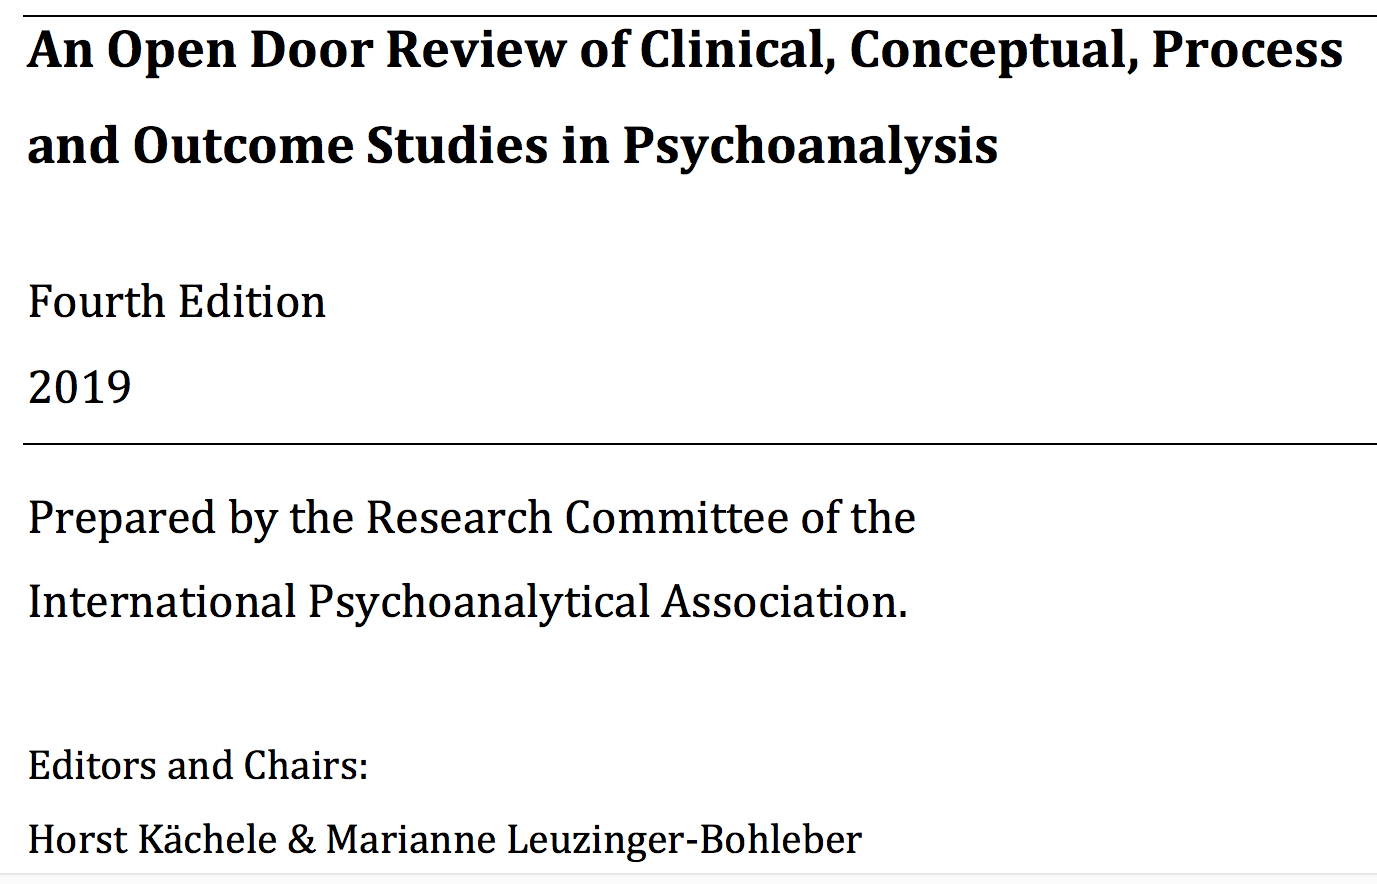 An Open Door Review of Clinical, Conceptual, Process
and Outcome Studies in Psychoanalysis
Fourth Edition
2019
Prepared by the Research Committee of the
International Psychoanalytical Association.
Editors and Chairs:
Horst Kächele & Marianne Leuzinger-Bohleber